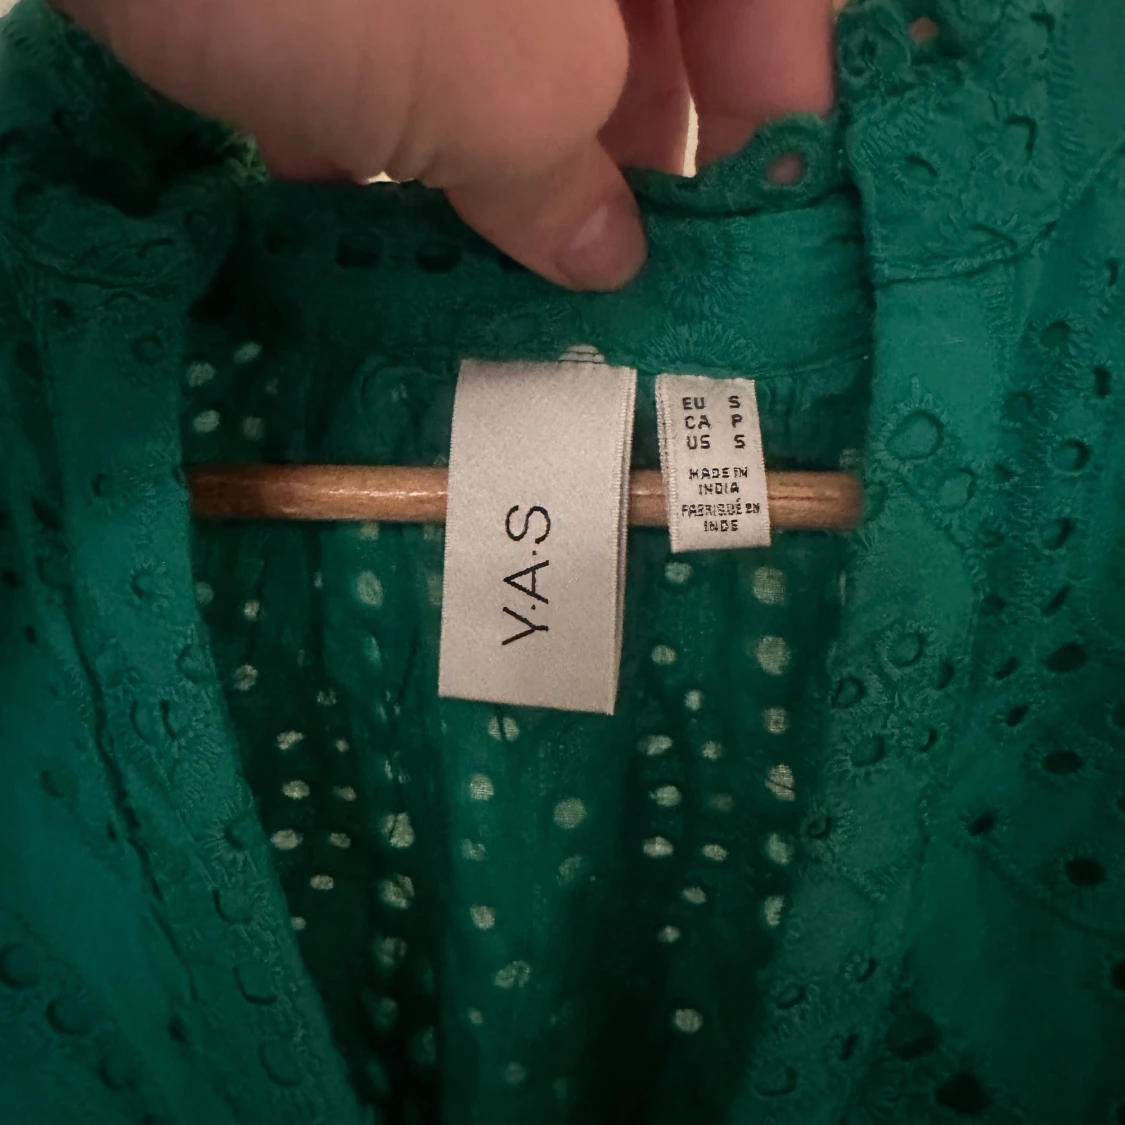 Y.A.S
EU S
CA P
US S
MADE IN
INDIA
FABRIQUÉ EN
INDE